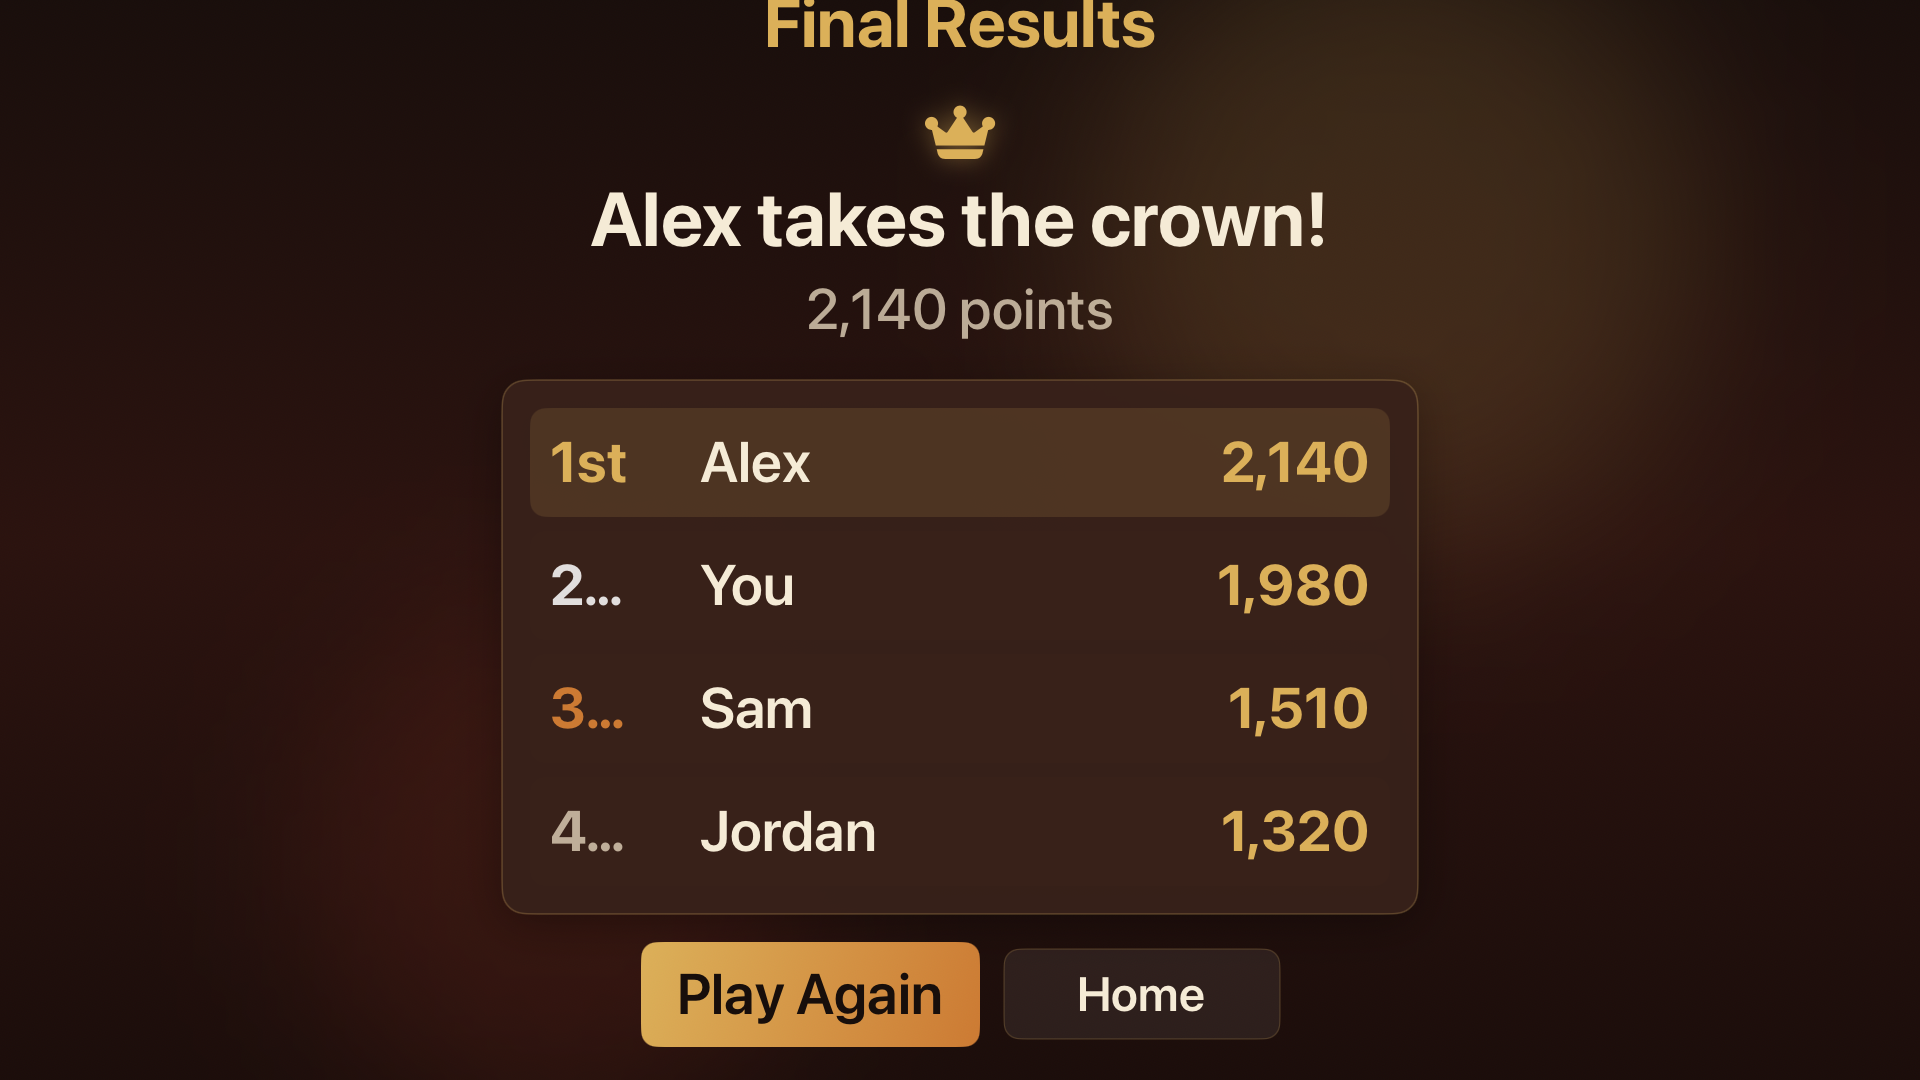 Final Results
Alex takes the crown!
2,140 points
1st Alex 2,140
2... You 1,980
3... Sam 1,510
4... Jordan 1,320
Play Again Home